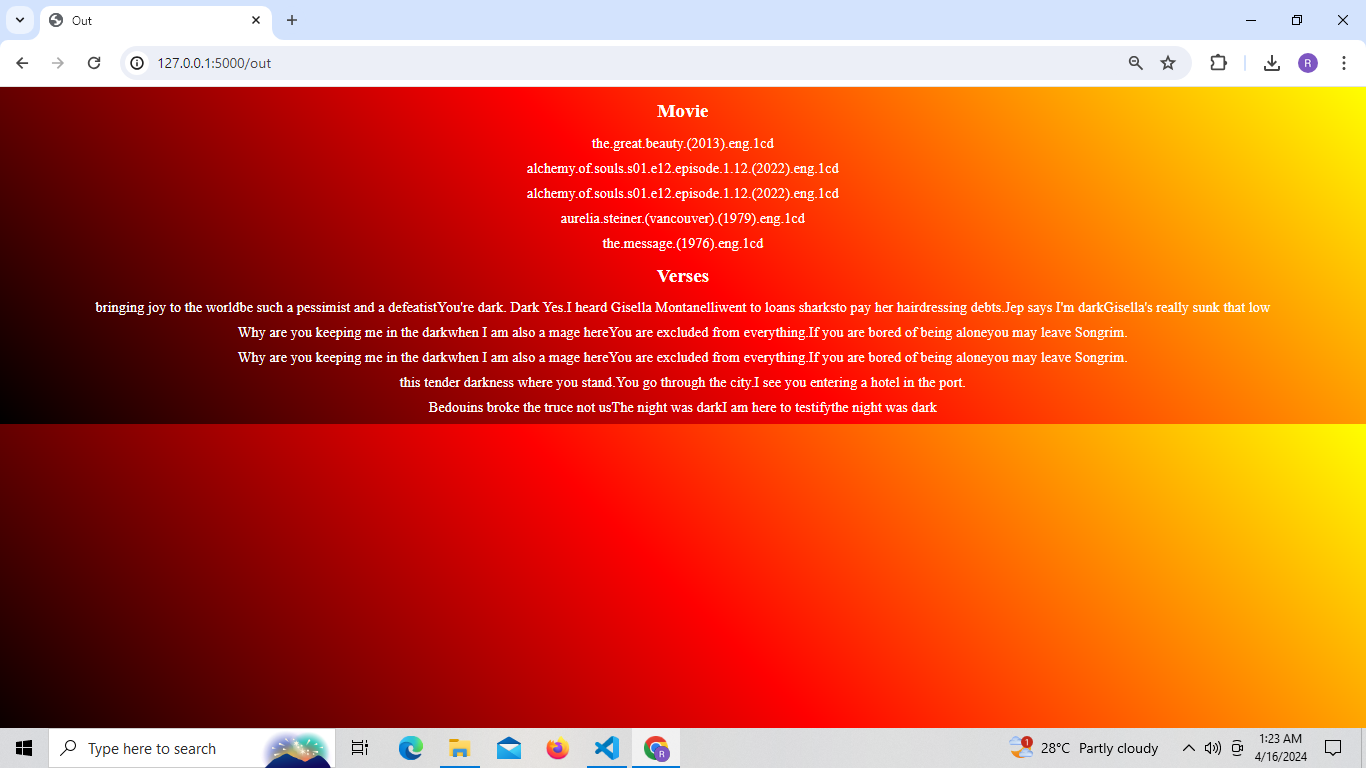 Out
127.0.0.1:5000/out
R
Movie
the.great.beauty.(2013).eng.1cd
alchemy.of.souls.s01.e12.episode.1.12.(2022).eng.1cd
alchemy.of.souls.s01.e12.episode.1.12.(2022).eng.1cd
aurelia.steiner.(vancouver).(1979).eng.1cd
the.message.(1976).eng.1cd
Verses
bringing joy to the worldbe such a pessimist and a defeatistYou're dark. Dark Yes.I heard Gisella Montanelliwent to loans sharksto pay her hairdressing debts.Jep says I'm darkGisella's really sunk that low
Why are you keeping me in the darkwhen I am also a mage hereYou are excluded from everything.If you are bored of being aloneyou may leave Songrim.
Why are you keeping me in the darkwhen I am also a mage hereYou are excluded from everything.If you are bored of being aloneyou may leave Songrim.
this tender darkness where you stand.You go through the city.I see you entering a hotel in the port.
Bedouins broke the truce not usThe night was darkI am here to testifythe night was dark
Type here to search
R
1
28°C Partly cloudy
1:23 AM
4/16/2024